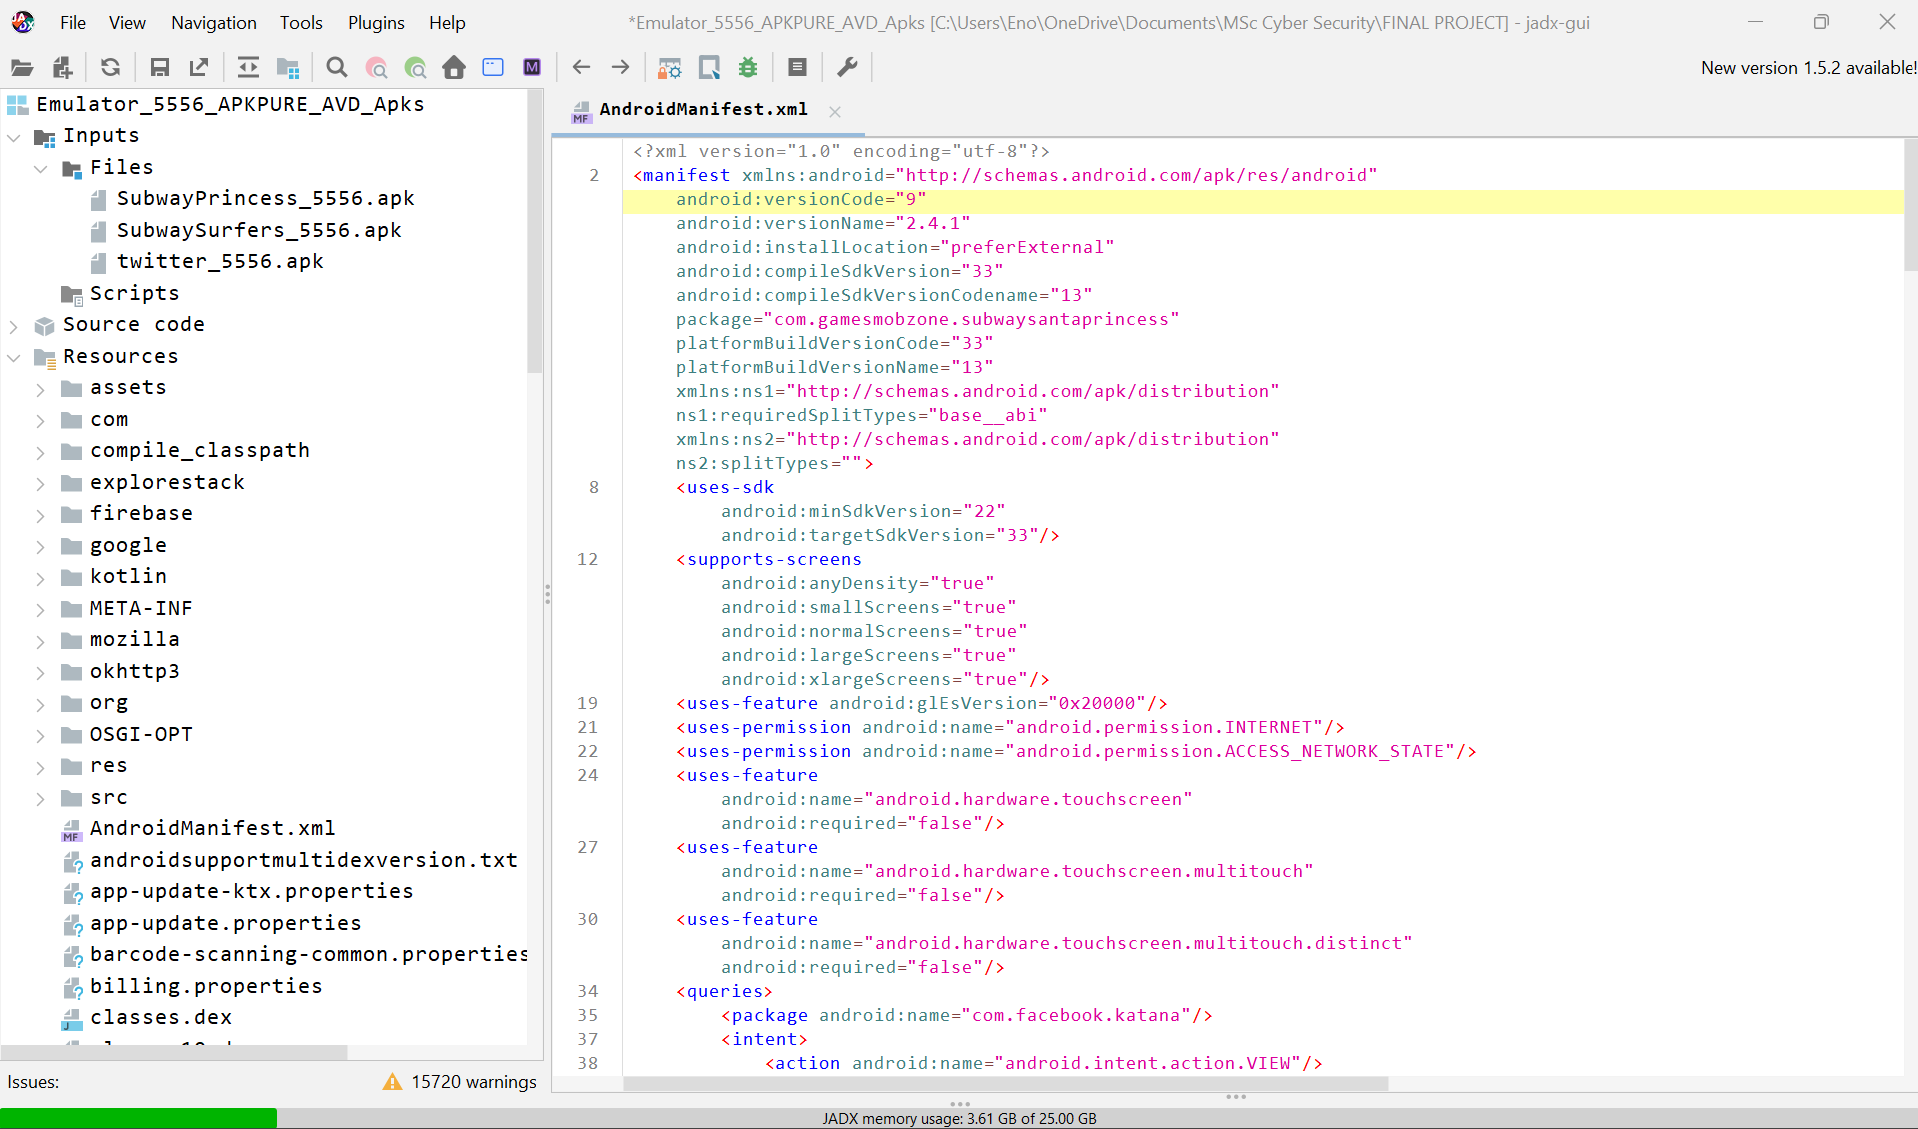 File View Navigation Tools Plugins Help *Emulator_5556_APKPURE_AVD_Apks [C:\Users\Eno\OneDrive\Documents\MSc Cyber Security\FINAL PROJECT] - jadx-gui
New version 1.5.2 available!
Emulator_5556_APKPURE_AVD_Apks
Inputs
Files
SubwayPrincess_5556.apk
SubwaySurfers_5556.apk
twitter_5556.apk
Scripts
Source code
Resources
assets
com
compile_classpath
explorestack
firebase
google
kotlin
META-INF
mozilla
okhttp3
org
OSGI-OPT
res
src
MF AndroidManifest.xml
androidsupportmultidexversion.txt
app-update-ktx.properties
app-update.properties
barcode-scanning-common.properties
billing.properties
classes.dex
Issues: 15720 warnings
MF AndroidManifest.xml
<?xml version="1.0" encoding="utf-8"?>
2 <manifest xmlns:android="http://schemas.android.com/apk/res/android"
android:versionCode="9"
android:versionName="2.4.1"
android:installLocation="preferExternal"
android:compileSdkVersion="33"
android:compileSdkVersionCodename="13"
package="com.gamesmobzone.subwaysantaprincess"
platformBuildVersionCode="33"
platformBuildVersionName="13"
xmlns:ns1="http://schemas.android.com/apk/distribution"
ns1:requiredSplitTypes="base__abi"
xmlns:ns2="http://schemas.android.com/apk/distribution"
ns2:splitTypes="">
8 <uses-sdk
android:minSdkVersion="22"
android:targetSdkVersion="33"/>
12 <supports-screens
android:anyDensity="true"
android:smallScreens="true"
android:normalScreens="true"
android:largeScreens="true"
android:xlargeScreens="true"/>
19 <uses-feature android:glEsVersion="0x20000"/>
21 <uses-permission android:name="android.permission.INTERNET"/>
22 <uses-permission android:name="android.permission.ACCESS_NETWORK_STATE"/>
24 <uses-feature
android:name="android.hardware.touchscreen"
android:required="false"/>
27 <uses-feature
android:name="android.hardware.touchscreen.multitouch"
android:required="false"/>
30 <uses-feature
android:name="android.hardware.touchscreen.multitouch.distinct"
android:required="false"/>
34 <queries>
35 <package android:name="com.facebook.katana"/>
37 <intent>
38 <action android:name="android.intent.action.VIEW"/>
JADX memory usage: 3.61 GB of 25.00 GB